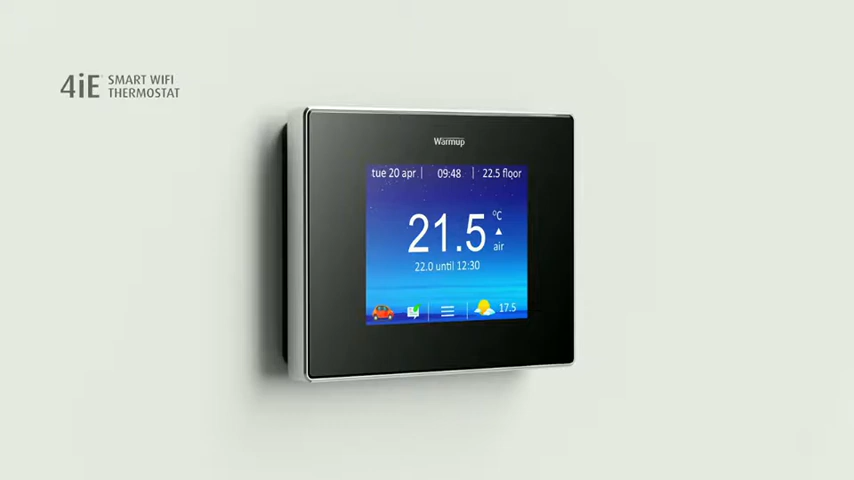 4iE SMART WIFI
THERMOSTAT
Warmup
tue 20 apr | 09:48 | 22.5 floor
21.5 °C
air
22.0 until 12:30
17.5